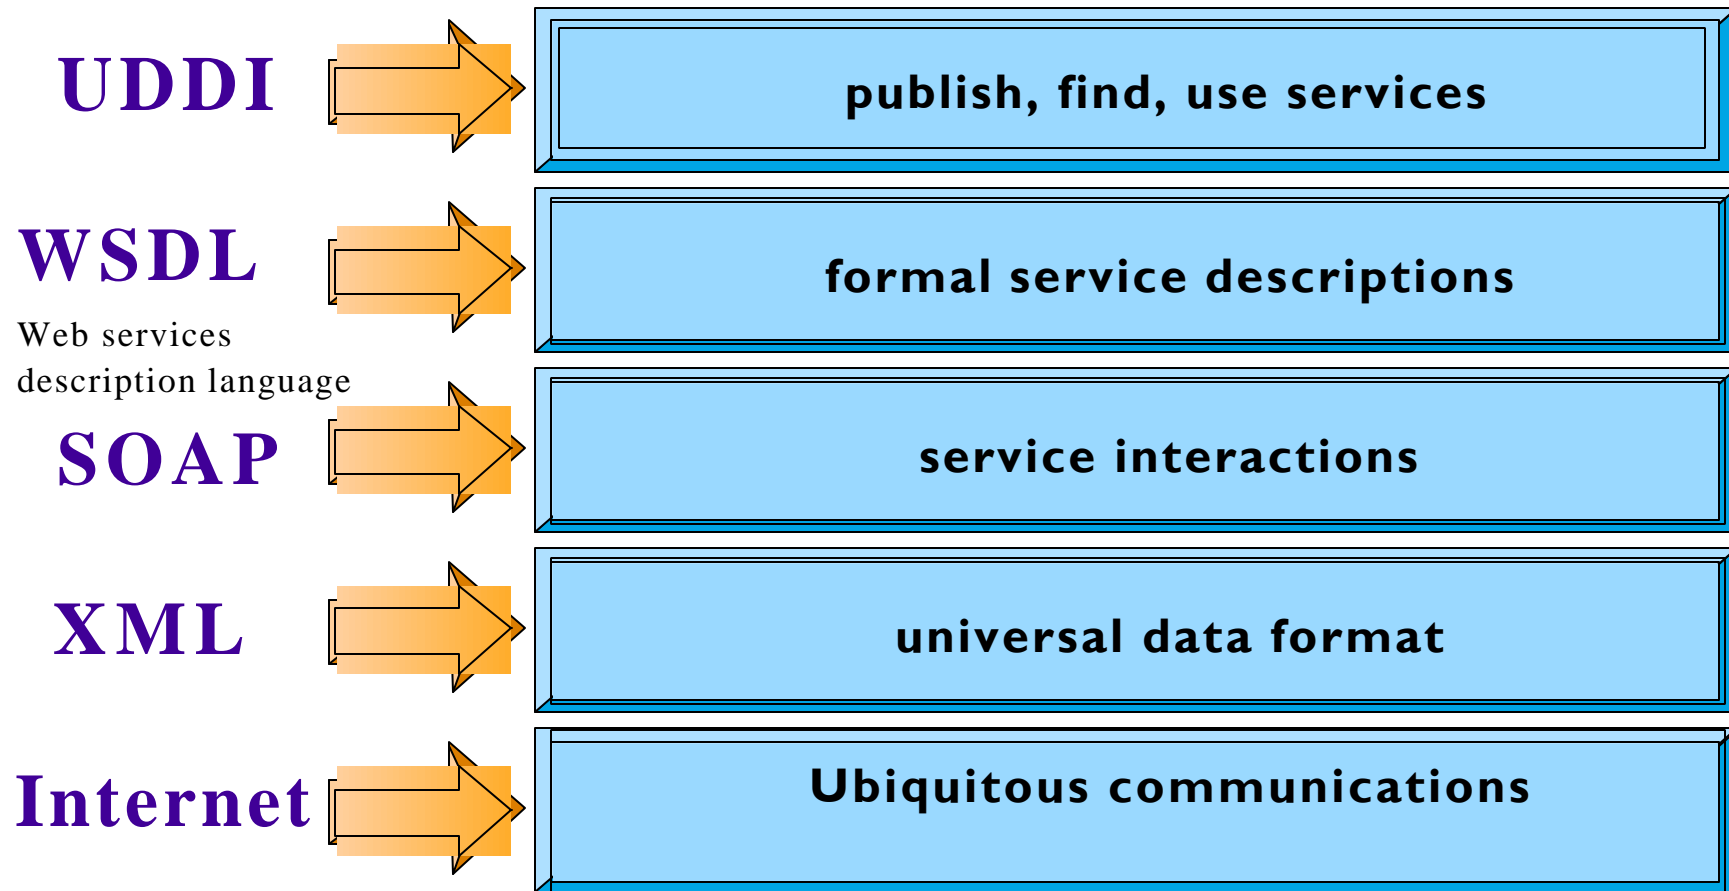 UDDI
publish, find, use services
WSDL
formal service descriptions
Web services
description language
SOAP
service interactions
XML
universal data format
Internet
Ubiquitous communications